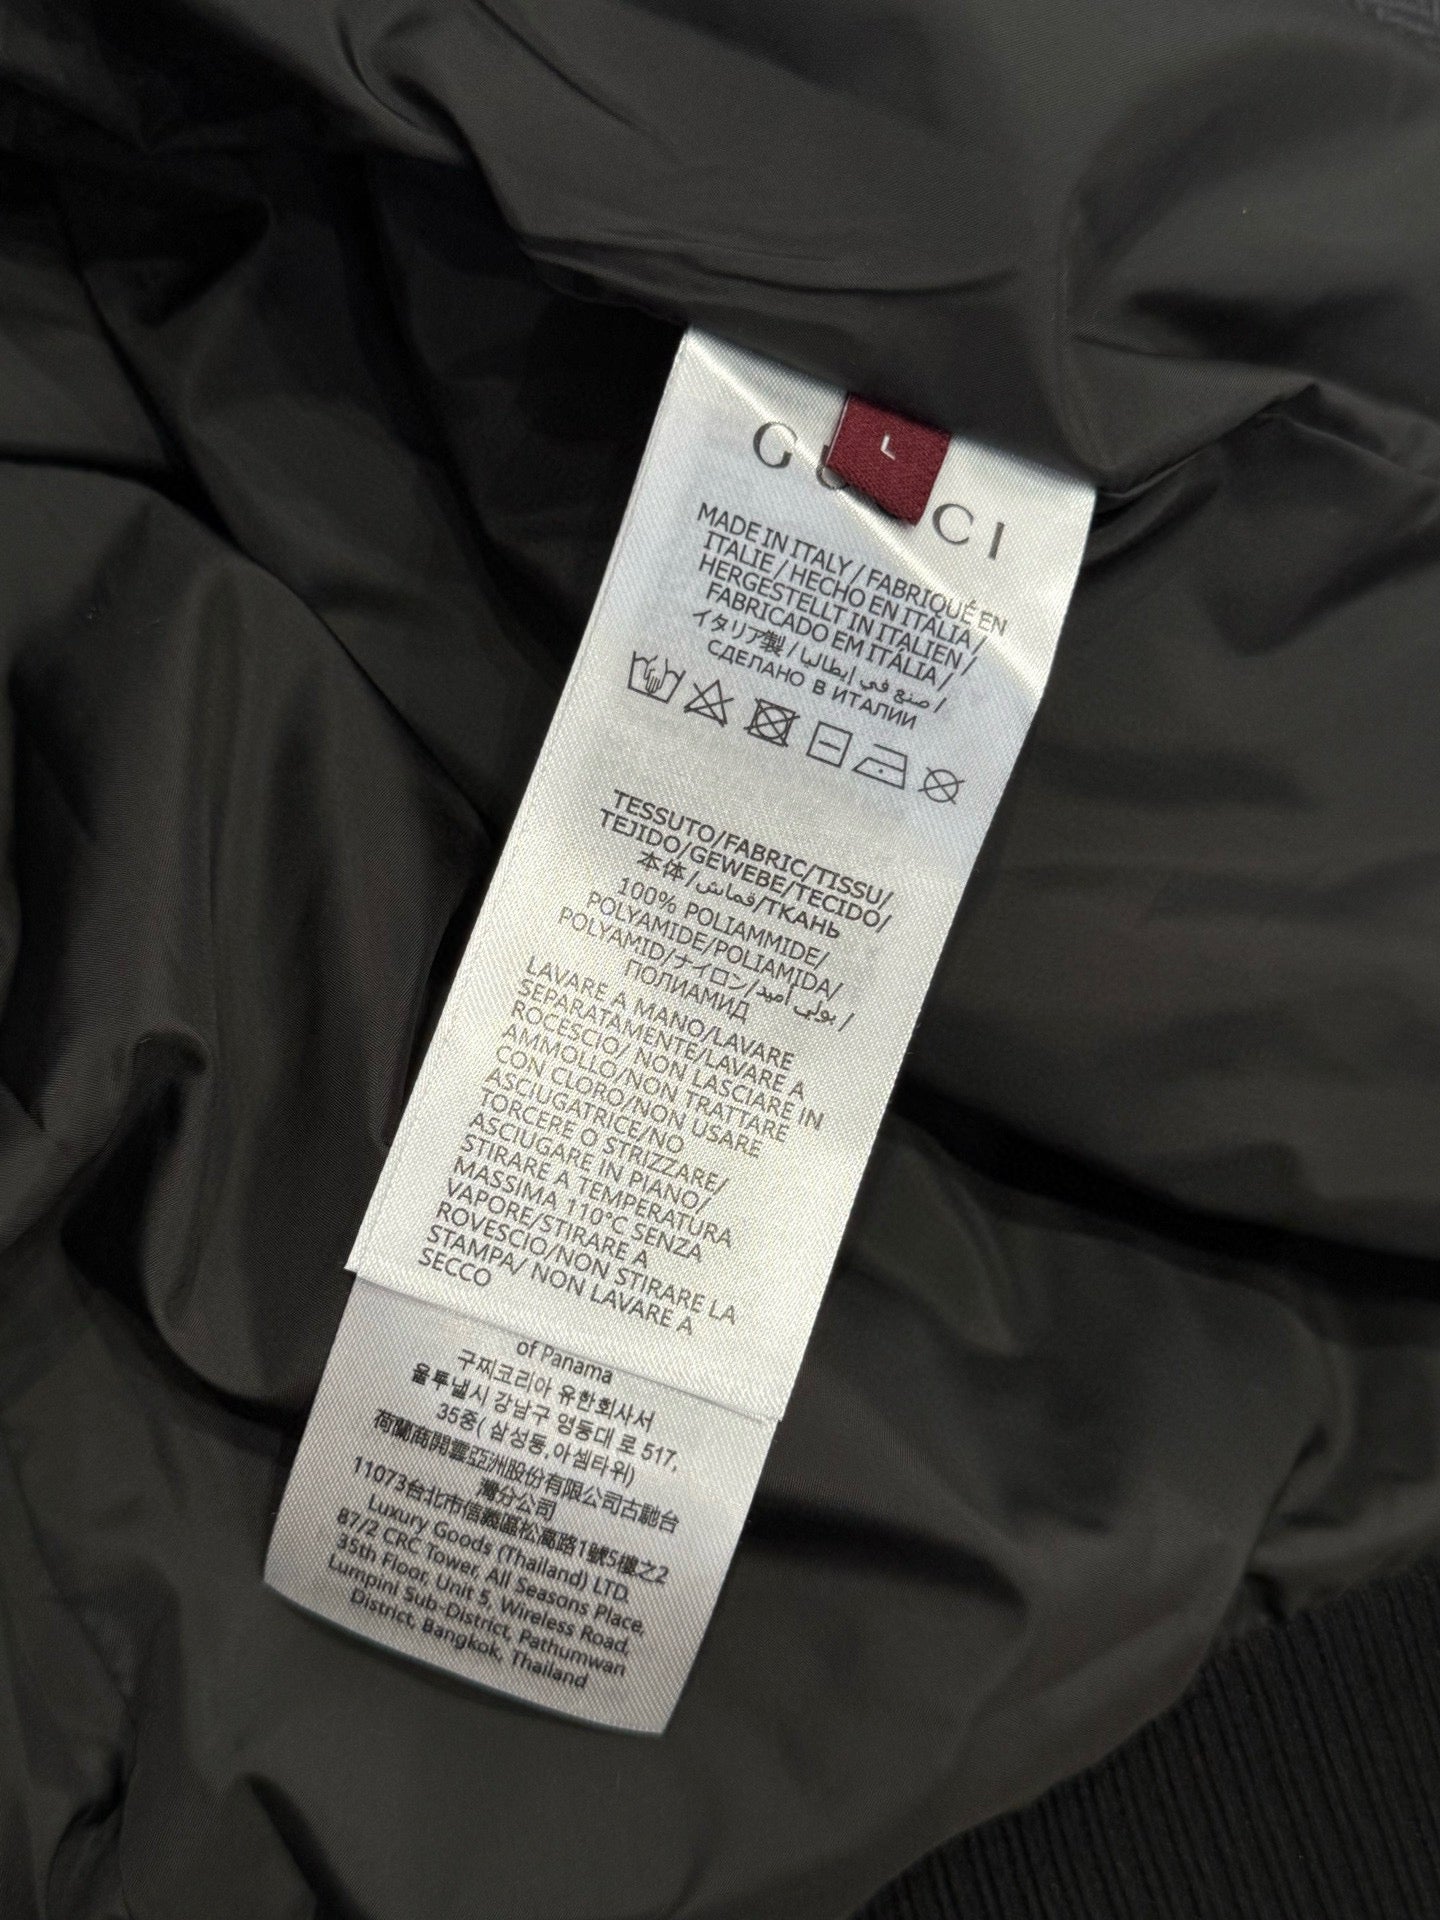 L
GUCCI
MADE IN ITALY / FABRIQUÉ EN
ITALIE / HECHO EN ITALIA /
HERGESTELLT IN ITALIEN /
FABRICADO EM ITÁLIA /
イタリア製 / صنع في إيطاليا /
СДЕЛАНО В ИТАЛИИ
TESSUTO/FABRIC/TISSU/
TEJIDO/GEWEBE/TECIDO/
本体 /قماش/ТКАНЬ
100% POLIAMMIDE/
POLYAMIDE/POLIAMIDA/
POLYAMID/ナイロン/بولي أميد /
ПОЛИАМИД
LAVARE A MANO/LAVARE
SEPARATAMENTE/LAVARE A
ROCESCIO/ NON LASCIARE IN
AMMOLLO/NON TRATTARE
CON CLORO/NON USARE
ASCIUGATRICE/NO
TORCERE O STRIZZARE/
ASCIUGARE IN PIANO/
STIRARE A TEMPERATURA
MASSIMA 110°C SENZA
VAPORE/STIRARE A
ROVESCIO/NON STIRARE LA
STAMPA/ NON LAVARE A
SECCO
of Panama
구찌코리아 유한회사서
울투낼시 강남구 영동대 로 517,
35중( 삼성동,아셈타위)
荷蘭商開雲亞洲股份有限公司古馳台
灣分公司
11073台北市信義區松高路1號5樓之2
Luxury Goods (Thailand) LTD.
87/2 CRC Tower, All Seasons Place,
35th Floor, Unit 5, Wireless Road,
Lumpini Sub-District, Pathumwan
District, Bangkok, Thailand